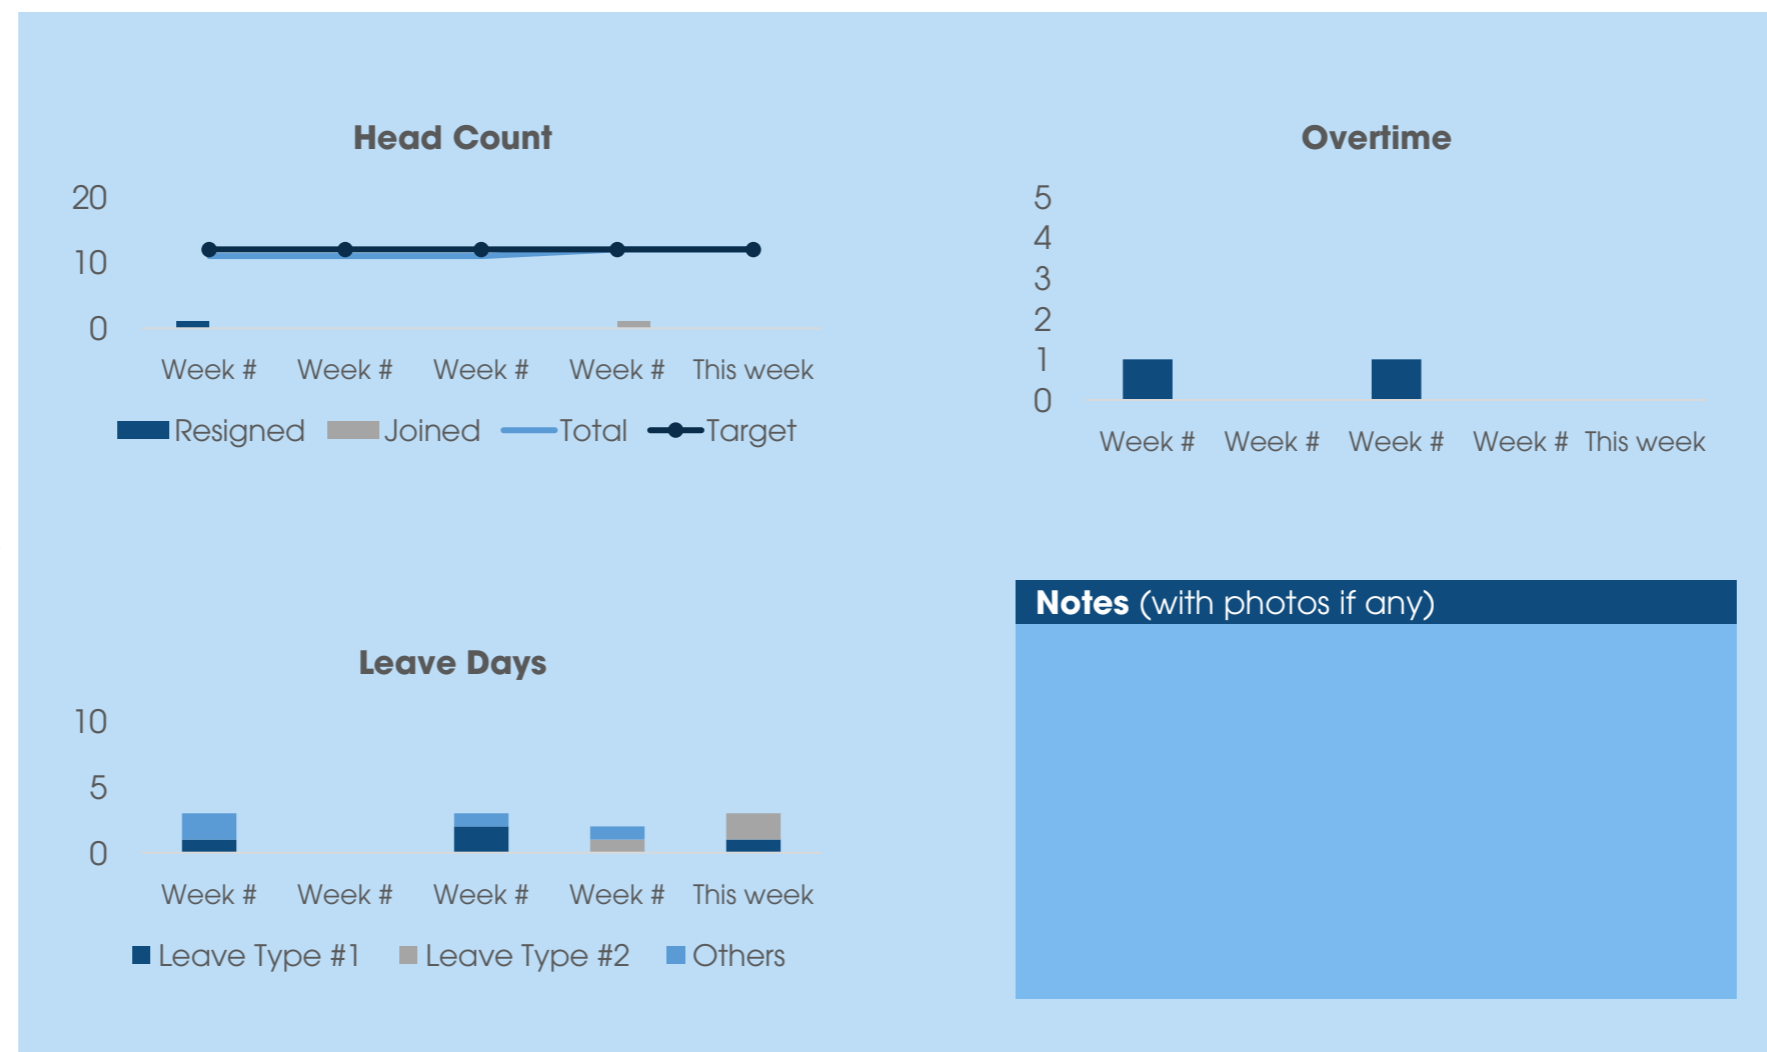 Head Count
20
10
0
Week # Week # Week # Week # This week
Resigned Joined Total Target
Overtime
5
4
3
2
1
0
Week # Week # Week # Week # This week
Leave Days
10
5
0
Week # Week # Week # Week # This week
Leave Type #1 Leave Type #2 Others
Notes (with photos if any)